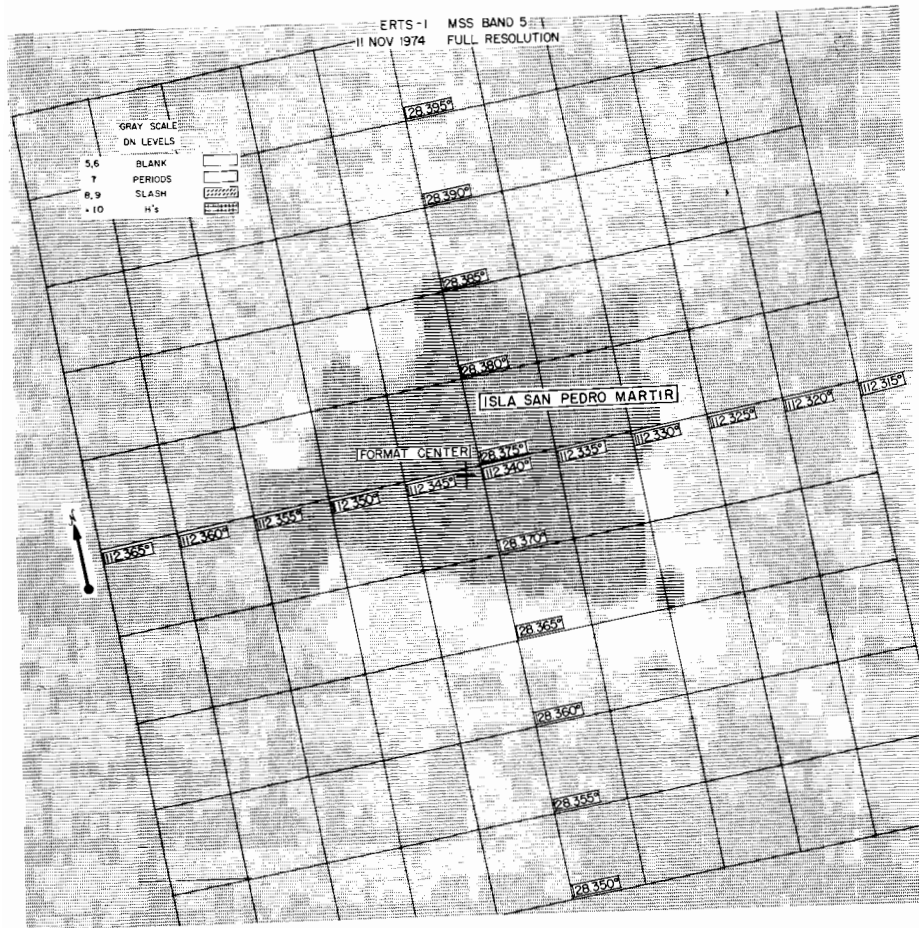 ERTS-1 MSS BAND 5
11 NOV 1974 FULL RESOLUTION
28.395°
GRAY SCALE
DN LEVELS
5,6 BLANK
7 PERIODS
8,9 SLASH
H's
28.390°
28.385°
28.380°
ISLA SAN PEDRO MARTIR
112.315°
112.320°
112.325°
112.330°
FORMAT CENTER
28.375°
112.335°
112.340°
112.345°
112.350°
112.355°
112.360°
112.365°
N
28.370°
28.365°
28.360°
28.355°
28.350°